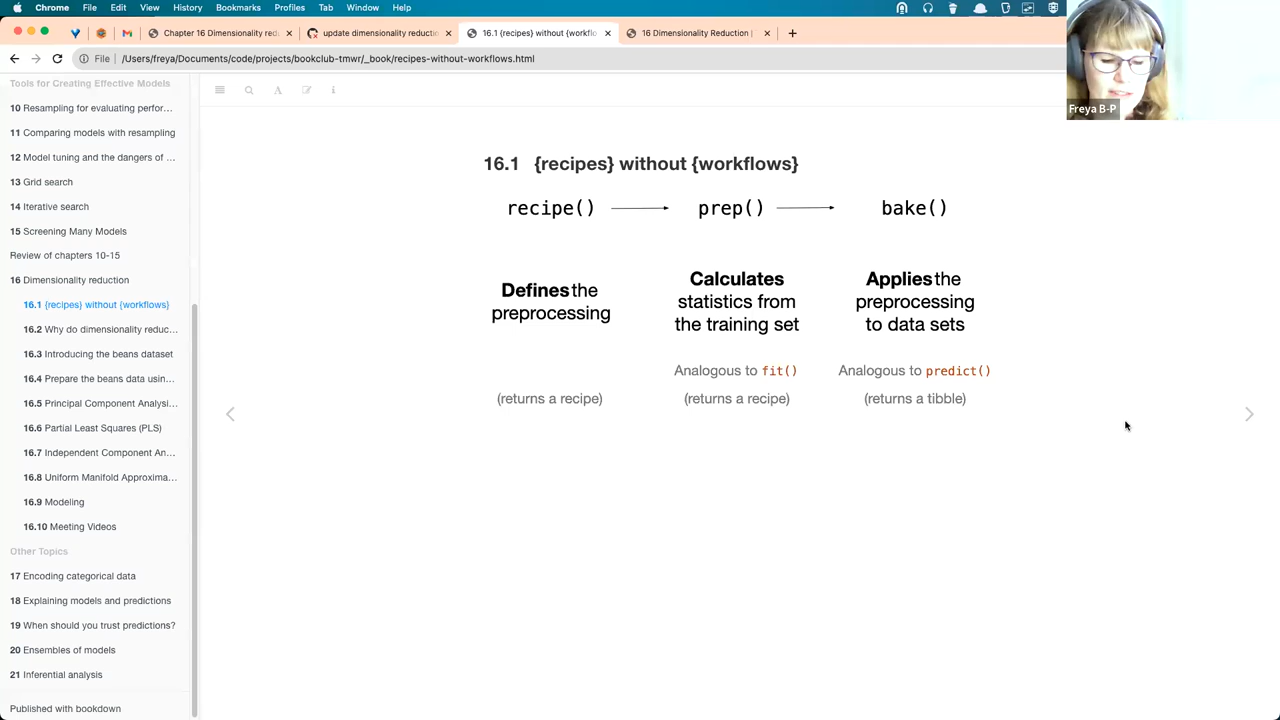 Chrome File Edit View History Bookmarks Profiles Tab Window Help
Chapter 16 Dimensionality red
update dimensionality reductio
16.1 {recipes} without {workflo
16 Dimensionality Reduction |
File /Users/freya/Documents/code/projects/bookclub-tmwr/_book/recipes-without-workflows.html
Freya B-P
Tools for Creating Effective Models
10 Resampling for evaluating perfor...
11 Comparing models with resampling
12 Model tuning and the dangers of ...
13 Grid search
14 Iterative search
15 Screening Many Models
Review of chapters 10-15
16 Dimensionality reduction
16.1 {recipes} without {workflows}
16.2 Why do dimensionality reduc...
16.3 Introducing the beans dataset
16.4 Prepare the beans data usin...
16.5 Principal Component Analysi...
16.6 Partial Least Squares (PLS)
16.7 Independent Component An...
16.8 Uniform Manifold Approxima...
16.9 Modeling
16.10 Meeting Videos
Other Topics
17 Encoding categorical data
18 Explaining models and predictions
19 When should you trust predictions?
20 Ensembles of models
21 Inferential analysis
Published with bookdown
16.1 {recipes} without {workflows}
recipe() prep() bake()
Defines the
preprocessing
(returns a recipe)
Calculates
statistics from
the training set
Analogous to fit()
(returns a recipe)
Applies the
preprocessing
to data sets
Analogous to predict()
(returns a tibble)